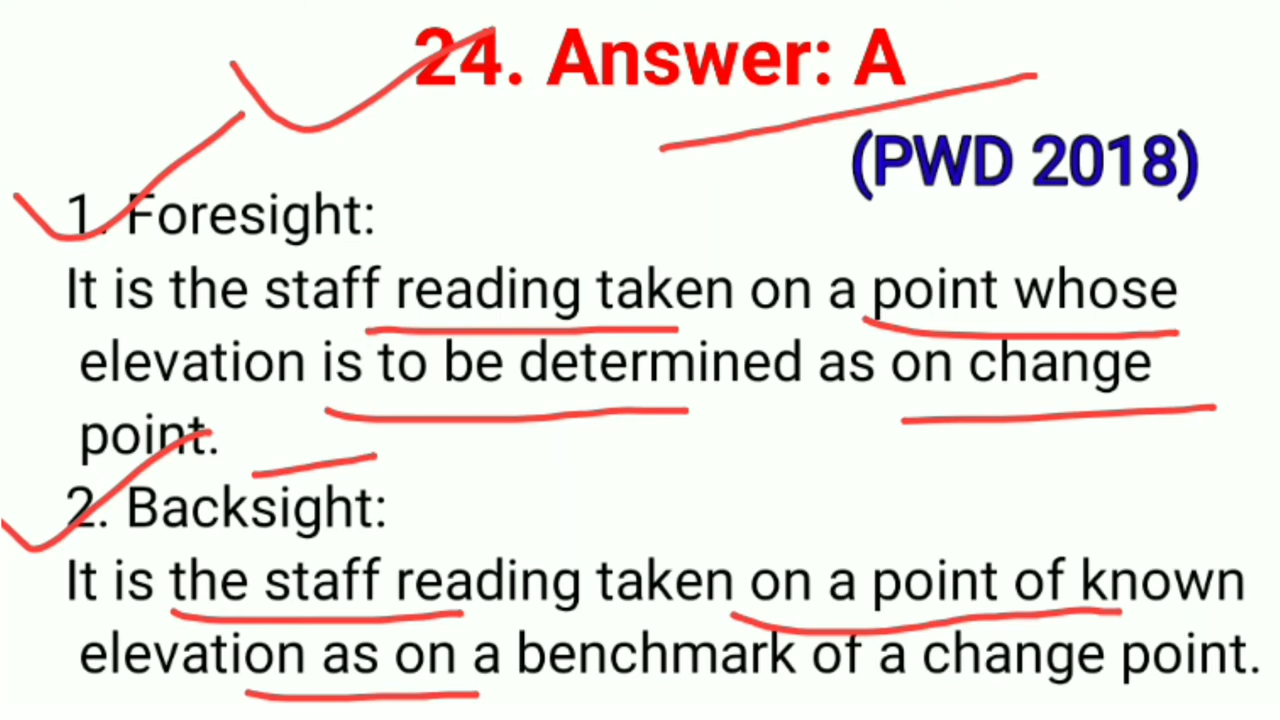 24. Answer: A
(PWD 2018)
1. Foresight:
It is the staff reading taken on a point whose
elevation is to be determined as on change
point.
2. Backsight:
It is the staff reading taken on a point of known
elevation as on a benchmark of a change point.